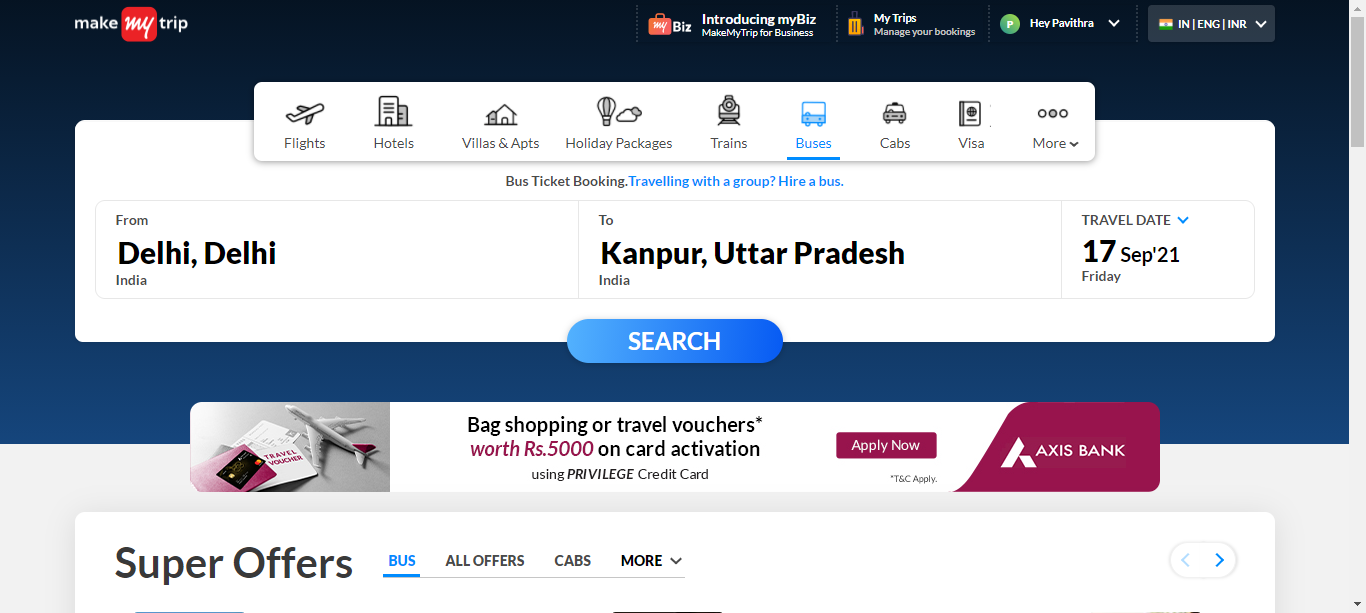 make my trip
my Biz
Introducing myBiz
MakeMyTrip for Business
My Trips
Manage your bookings
P
Hey Pavithra
IN | ENG | INR
Flights
Hotels
Villas & Apts
Holiday Packages
Trains
Buses
Cabs
Visa
More
Bus Ticket Booking.Travelling with a group? Hire a bus.
From
Delhi, Delhi
India
To
Kanpur, Uttar Pradesh
India
TRAVEL DATE
17 Sep'21
Friday
SEARCH
TRAVEL
VOUCHER
Bag shopping or travel vouchers*
worth Rs.5000 on card activation
using PRIVILEGE Credit Card
Apply Now
*T&C Apply.
AXIS BANK
Super Offers
BUS
ALL OFFERS
CABS
MORE